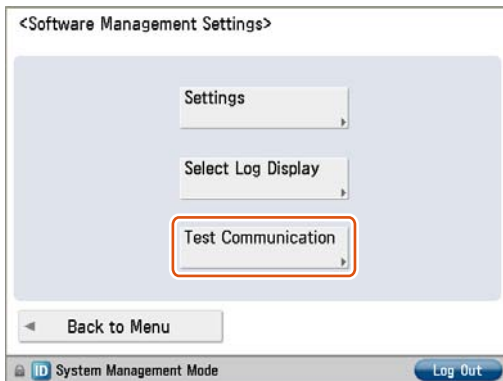 <Software Management Settings>
Settings
Select Log Display
Test Communication
Back to Menu
ID System Management Mode
Log Out